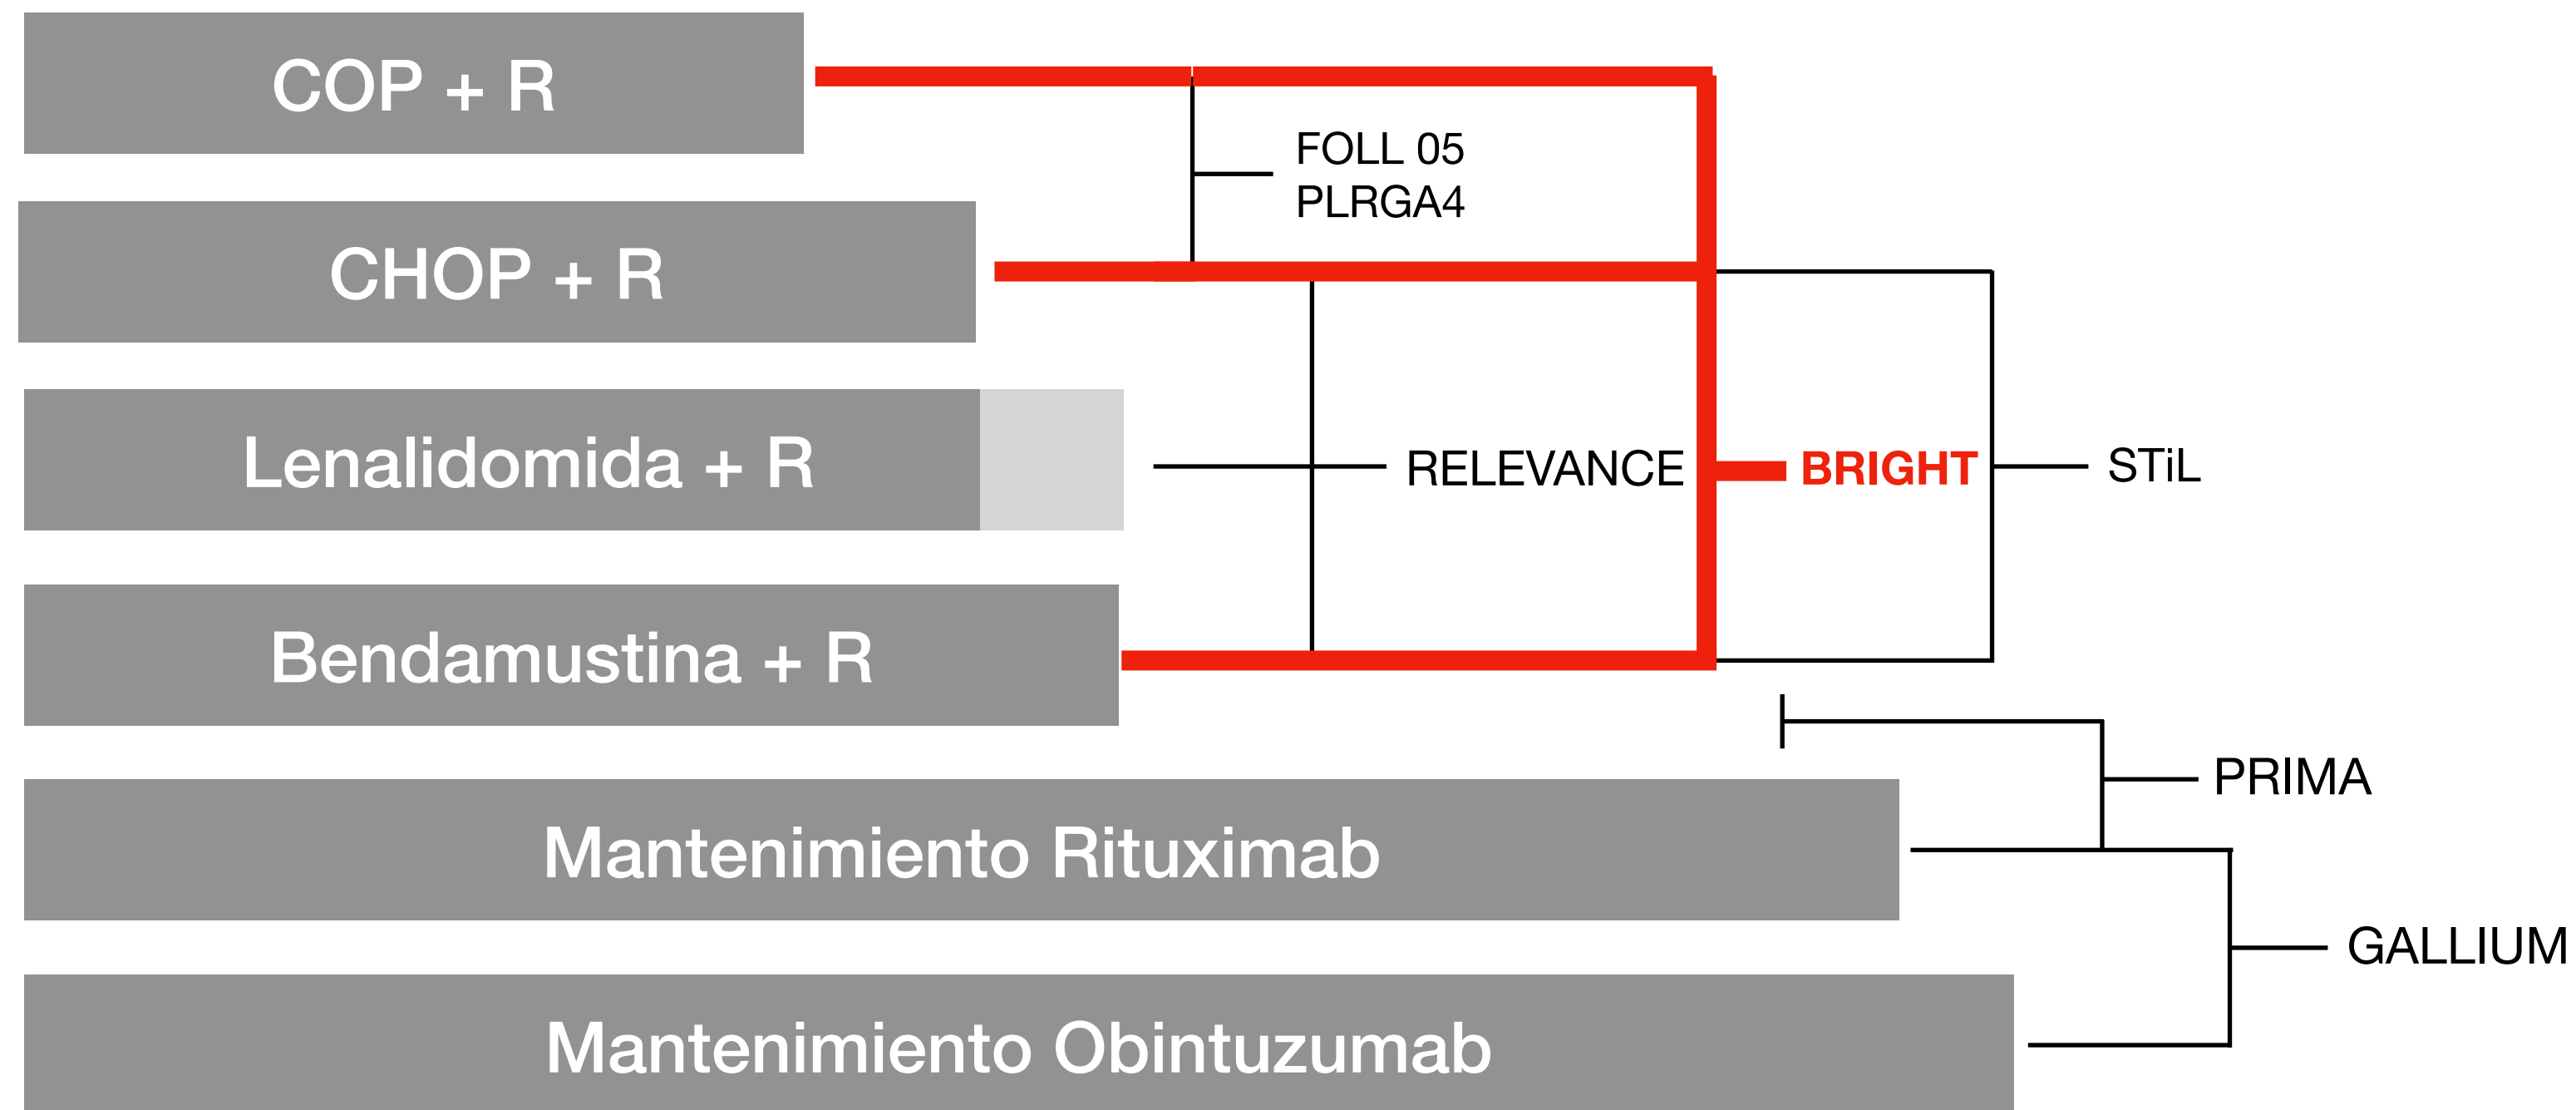 COP + R
FOLL 05
PLRGA4
CHOP + R
Lenalidomida + R
RELEVANCE
BRIGHT
STiL
Bendamustina + R
PRIMA
Mantenimiento Rituximab
GALLIUM
Mantenimiento Obintuzumab